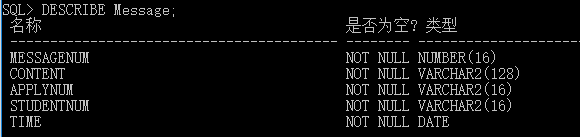 SQL> DESCRIBE Message;
名称 是否为空? 类型
----------------------------------------- -------- ----------------------------
MESSAGENUM NOT NULL NUMBER(16)
CONTENT NOT NULL VARCHAR2(128)
APPLYNUM NOT NULL VARCHAR2(16)
STUDENTNUM NOT NULL VARCHAR2(16)
TIME NOT NULL DATE